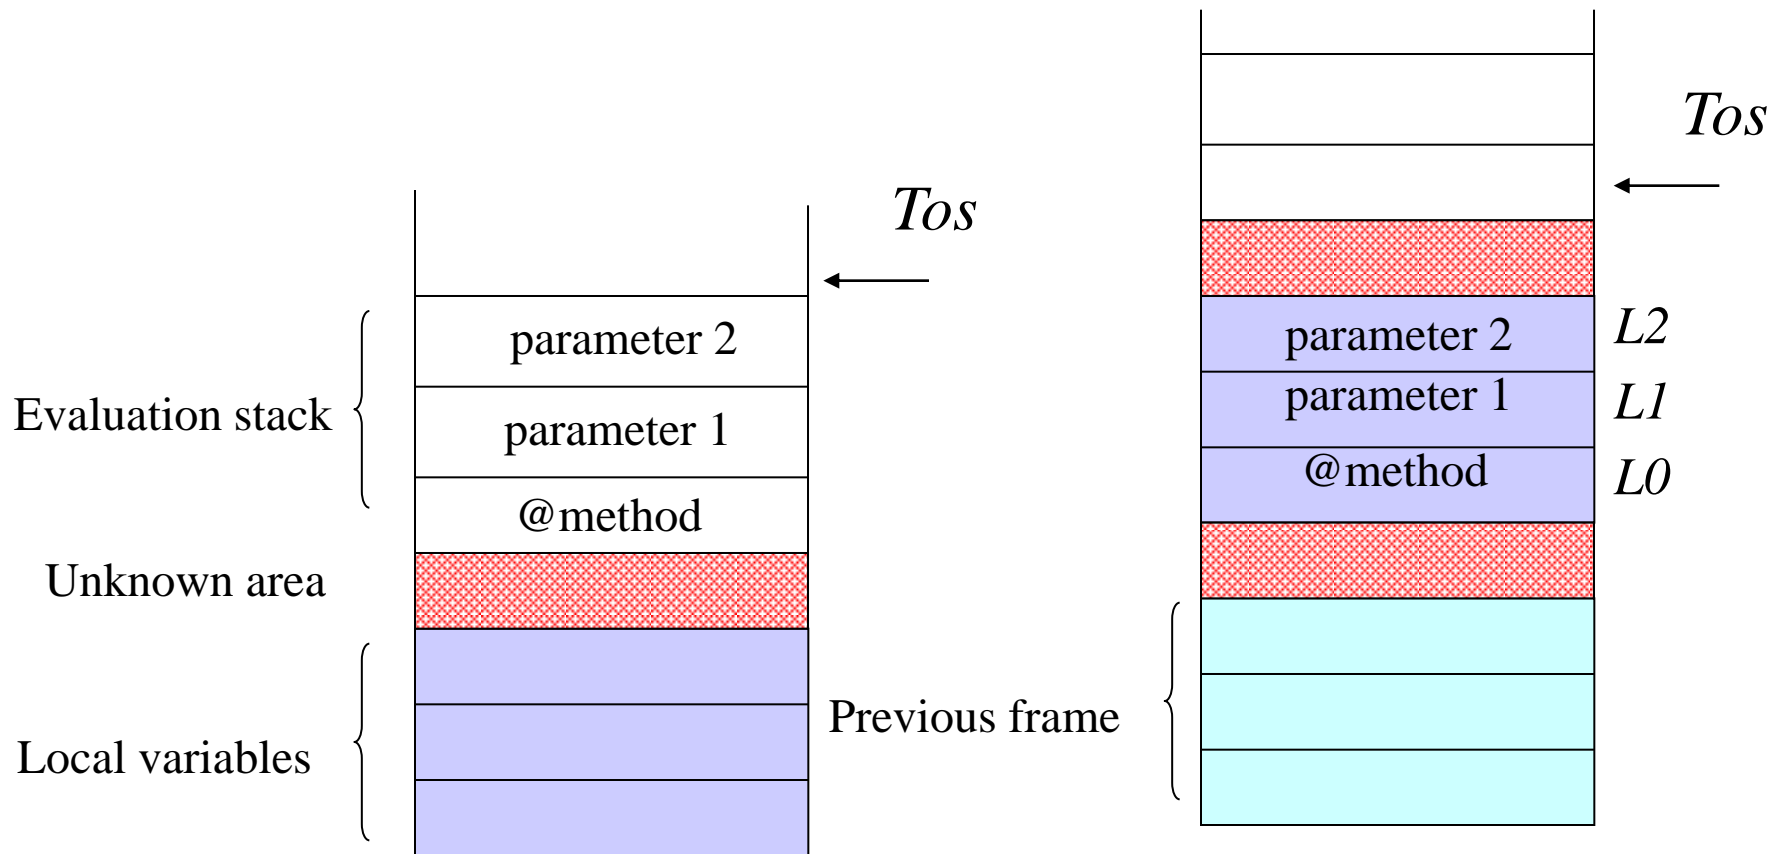 Tos
parameter 2
Evaluation stack
parameter 1
@method
Unknown area
Local variables
Tos
parameter 2
L2
parameter 1
L1
@method
L0
Previous frame